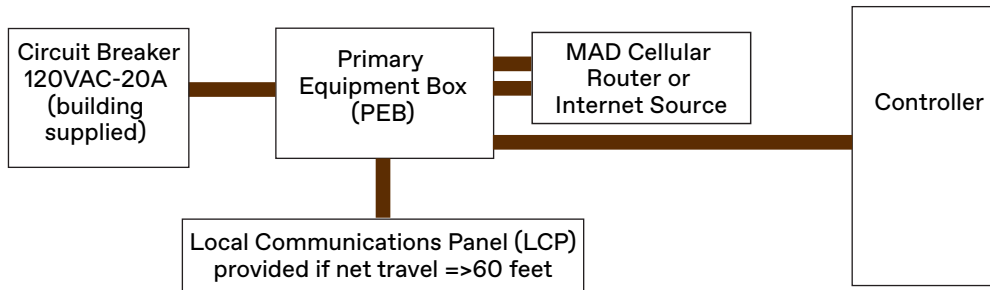 Circuit Breaker
120VAC-20A
(building
supplied)
Primary
Equipment Box
(PEB)
MAD Cellular
Router or
Internet Source
Controller
Local Communications Panel (LCP)
provided if net travel =>60 feet